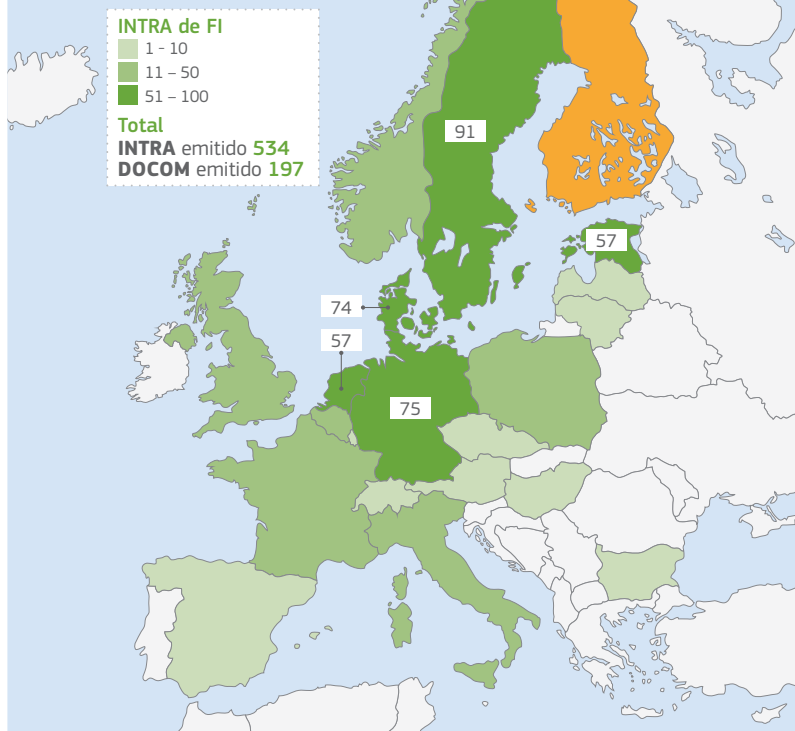 INTRA de FI
1 - 10
11 – 50
51 – 100
Total
INTRA emitido 534
DOCOM emitido 197
91
57
74
57
75